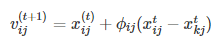 $v_{ij}^{(t+1)} = x_{ij}^{(t)} + \phi_{ij}(x_{ij}^{t} - x_{kj}^{t})$